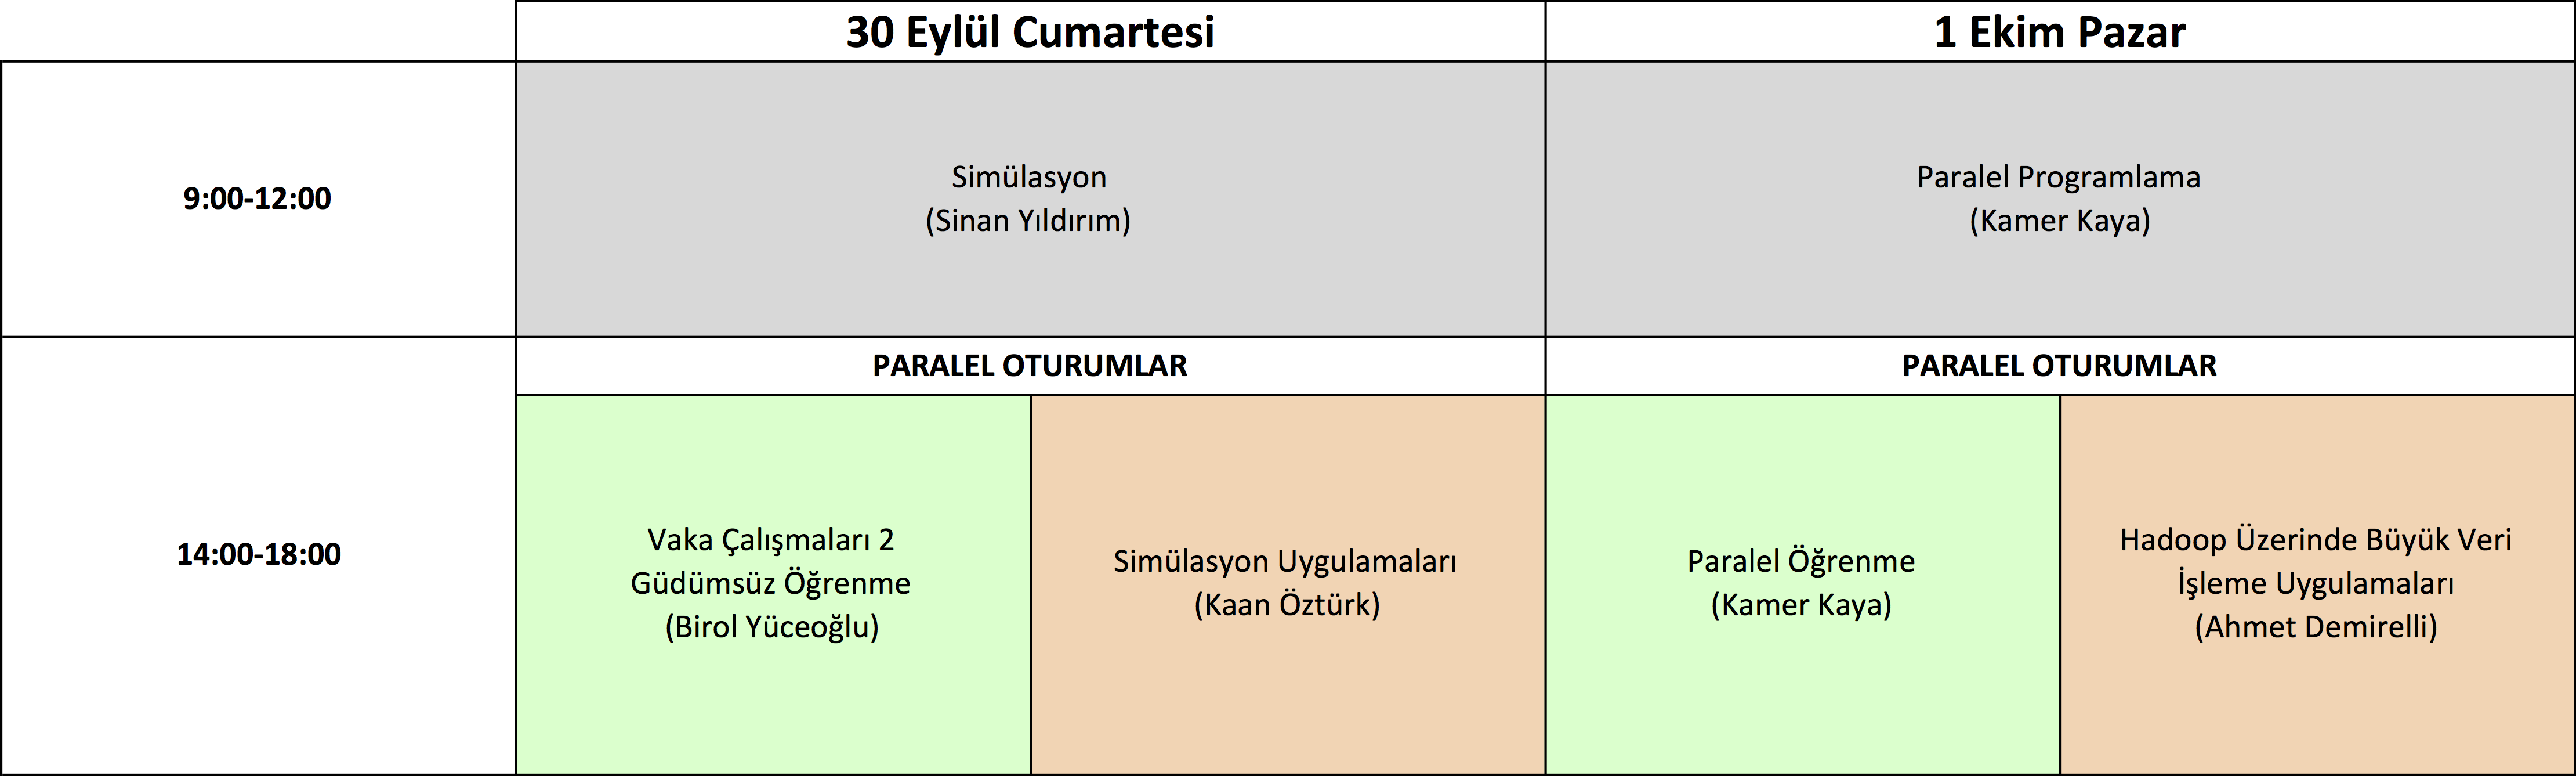 30 Eylül Cumartesi
1 Ekim Pazar
9:00-12:00
Simülasyon
(Sinan Yıldırım)
Paralel Programlama
(Kamer Kaya)
14:00-18:00
PARALEL OTURUMLAR
PARALEL OTURUMLAR
Vaka Çalışmaları 2
Güdümsüz Öğrenme
(Birol Yüceoğlu)
Simülasyon Uygulamaları
(Kaan Öztürk)
Paralel Öğrenme
(Kamer Kaya)
Hadoop Üzerinde Büyük Veri
İşleme Uygulamaları
(Ahmet Demirelli)